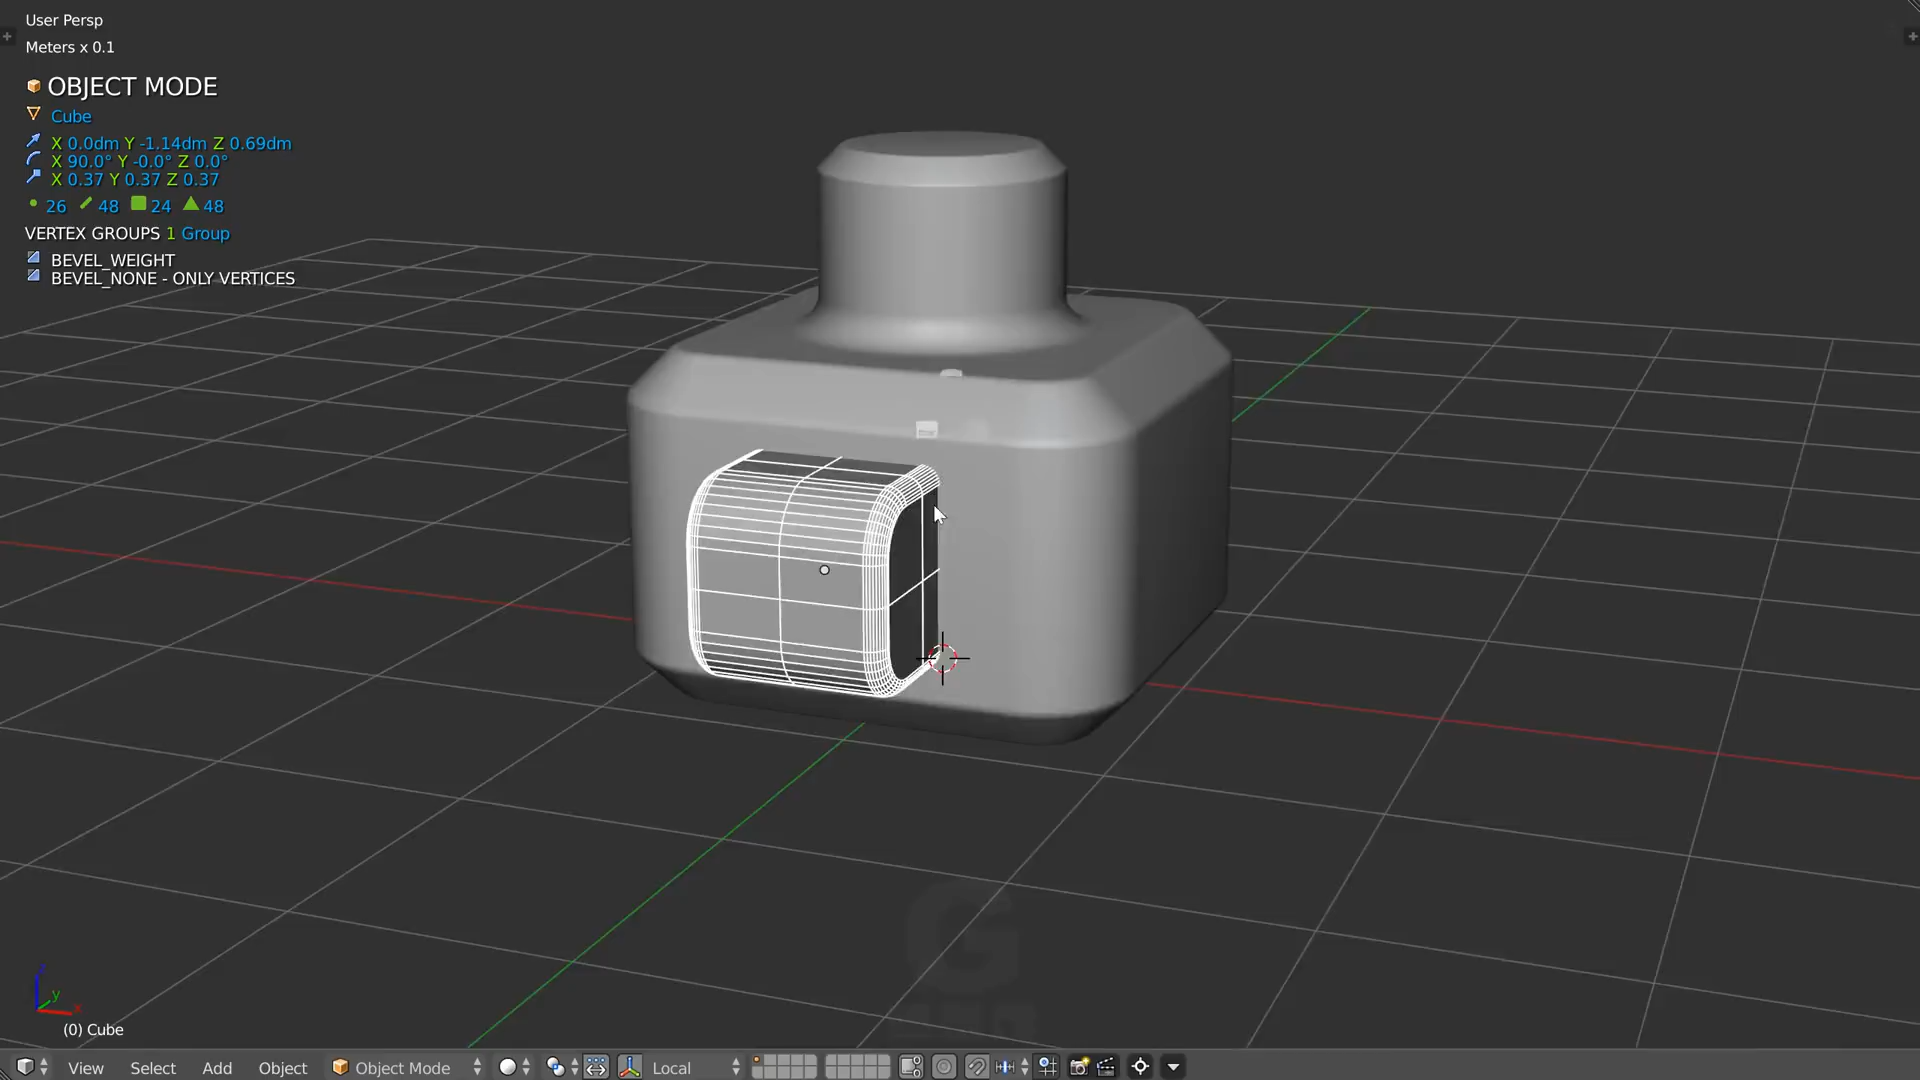 User Persp
Meters x 0.1
OBJECT MODE
Cube
X 0.0dm Y -1.14dm Z 0.69dm
X 90.0° Y -0.0° Z 0.0°
X 0.37 Y 0.37 Z 0.37
26 48 24 48
VERTEX GROUPS 1 Group
BEVEL_WEIGHT
BEVEL_NONE - ONLY VERTICES
G
z
y
x
(0) Cube
View Select Add Object Object Mode Local